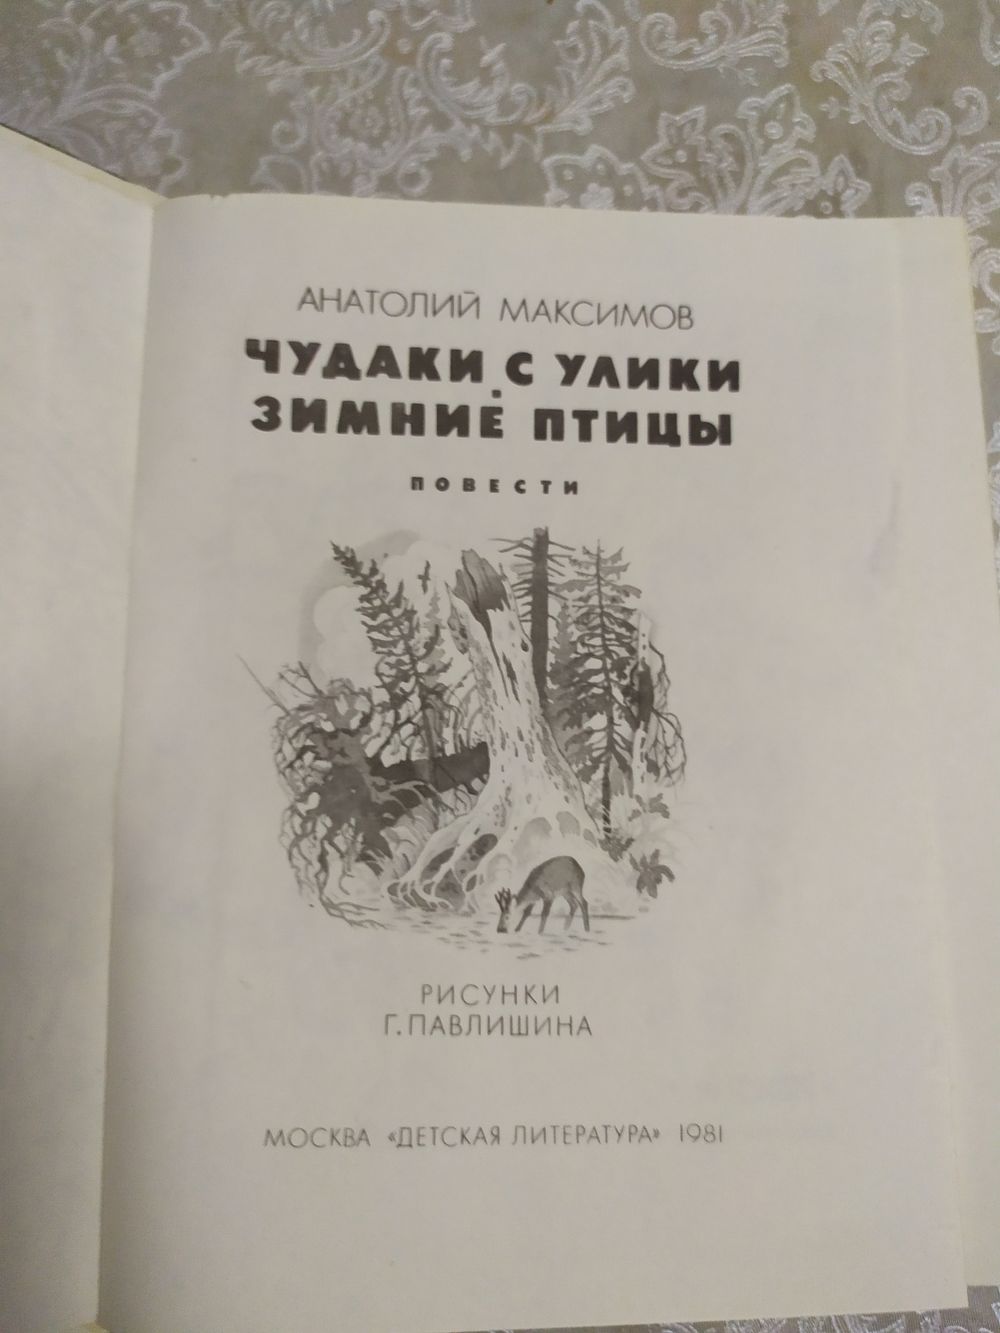 АНАТОЛИЙ МАКСИМОВ
ЧУДАКИ С УЛИКИ
•
ЗИМНИЕ ПТИЦЫ
ПОВЕСТИ
РИСУНКИ
Г. ПАВЛИШИНА
МОСКВА «ДЕТСКАЯ ЛИТЕРАТУРА» 1981